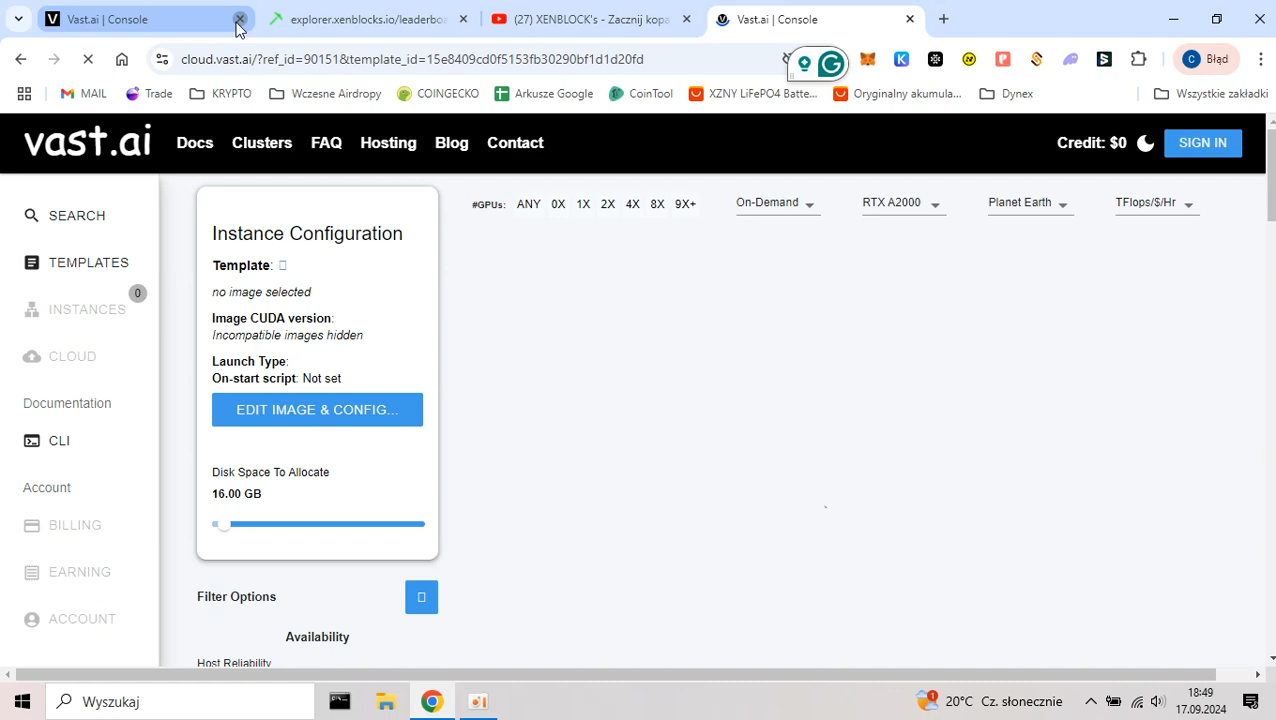 Vast.ai | Console
explorer.xenblocks.io/leaderboa
(27) XENBLOCK's - Zacznij kopa
Vast.ai | Console
cloud.vast.ai/?ref_id=90151&template_id=15e8409cd0f5153fb30290bf1d1d20fd
C Błąd
MAIL
Trade
KRYPTO
Wczesne Airdropy
COINGECKO
Arkusze Google
CoinTool
XZNY LiFePO4 Batte...
Oryginalny akumula...
Dynex
Wszystkie zakładki
vast.ai
Docs
Clusters
FAQ
Hosting
Blog
Contact
Credit: $0
SIGN IN
SEARCH
TEMPLATES
0
INSTANCES
CLOUD
Documentation
CLI
Account
BILLING
EARNING
ACCOUNT
Instance Configuration
Template:
no image selected
Image CUDA version:
Incompatible images hidden
Launch Type:
On-start script: Not set
EDIT IMAGE & CONFIG...
Disk Space To Allocate
16.00 GB
Filter Options
Availability
Host Reliability
#GPUs: ANY 0X 1X 2X 4X 8X 9X+
On-Demand
RTX A2000
Planet Earth
TFlops/$/Hr
Wyszukaj
1
20°C Cz. słonecznie
18:49
17.09.2024